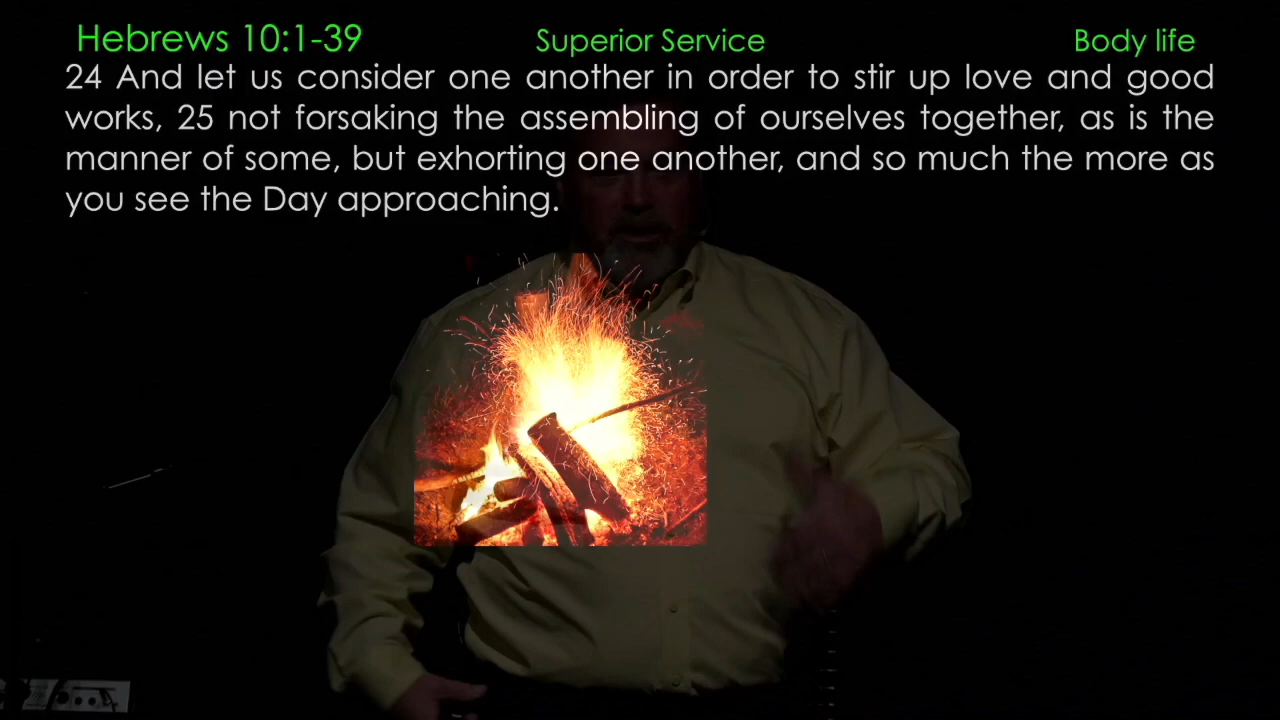 Hebrews 10:1-39 Superior Service Body life
24 And let us consider one another in order to stir up love and good
works, 25 not forsaking the assembling of ourselves together, as is the
manner of some, but exhorting one another, and so much the more as
you see the Day approaching.